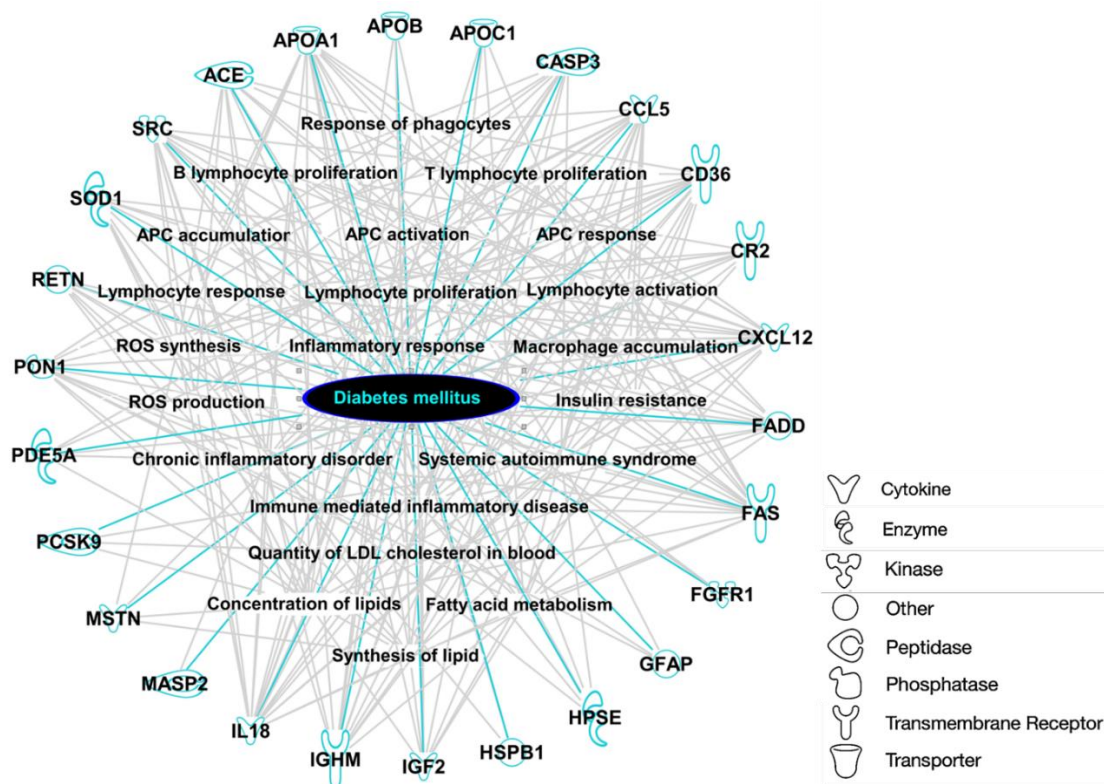 APOB
APOA1
APOC1
ACE
CASP3
SRC
CCL5
Response of phagocytes
B lymphocyte proliferation
T lymphocyte proliferation
CD36
SOD1
APC accumulatior
APC activation
APC response
CR2
RETN
Lymphocyte response
Lymphocyte proliferation
Lymphocyte activation
CXCL12
ROS synthesis
Inflammatory response
Macrophage accumulation
PON1
Diabetes mellitus
ROS production
Insulin resistance
FADD
PDE5A
Chronic inflammatory disorder
Systemic autoimmune syndrome
Immune mediated inflammatory disease
FAS
PCSK9
Quantity of LDL cholesterol in blood
FGFR1
MSTN
Concentration of lipids
Fatty acid metabolism
Synthesis of lipid
GFAP
MASP2
HPSE
IL18
IGHM
IGF2
HSPB1
Cytokine
Enzyme
Kinase
Other
Peptidase
Phosphatase
Transmembrane Receptor
Transporter